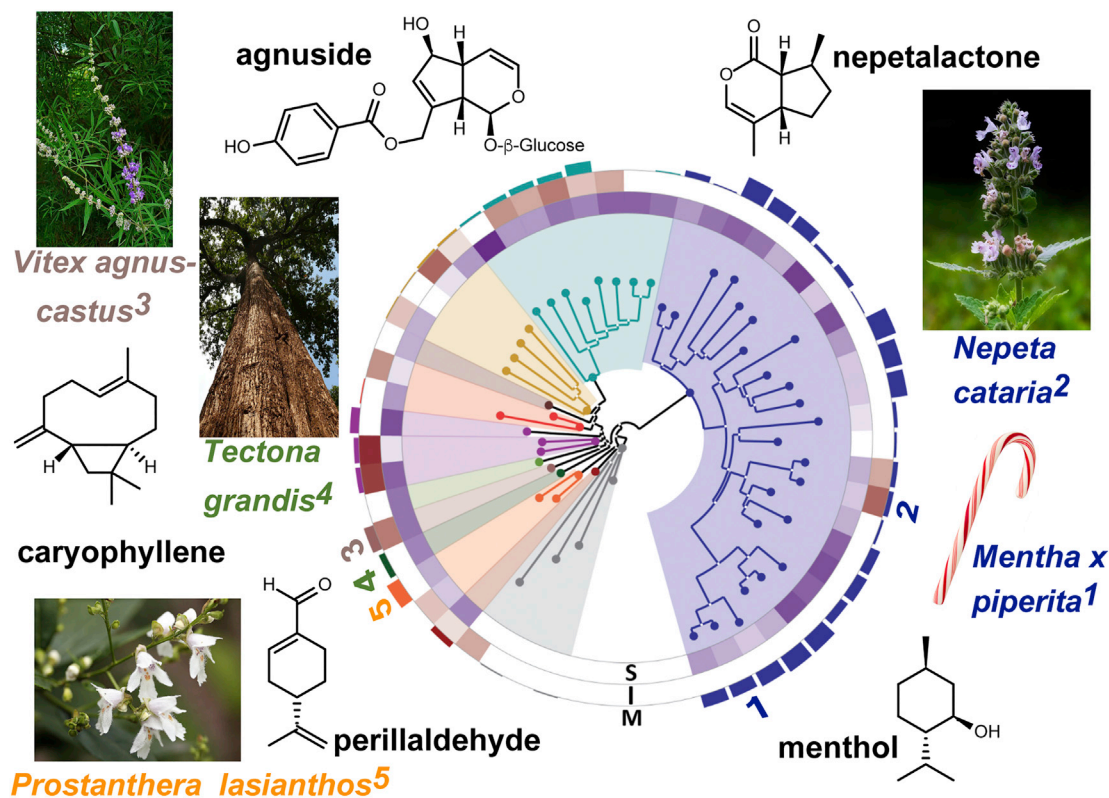 agnuside
HO
H
O
O
HO
O
H
O-β-Glucose
nepetalactone
O
H
O
H
Vitex agnus-
castus3
Tectona
grandis4
Nepeta
cataria2
H
H
caryophyllene
2
3
4
5
Mentha x
piperita1
H
O
S
M
1
perillaldehyde
menthol
OH
Prostanthera lasianthos5